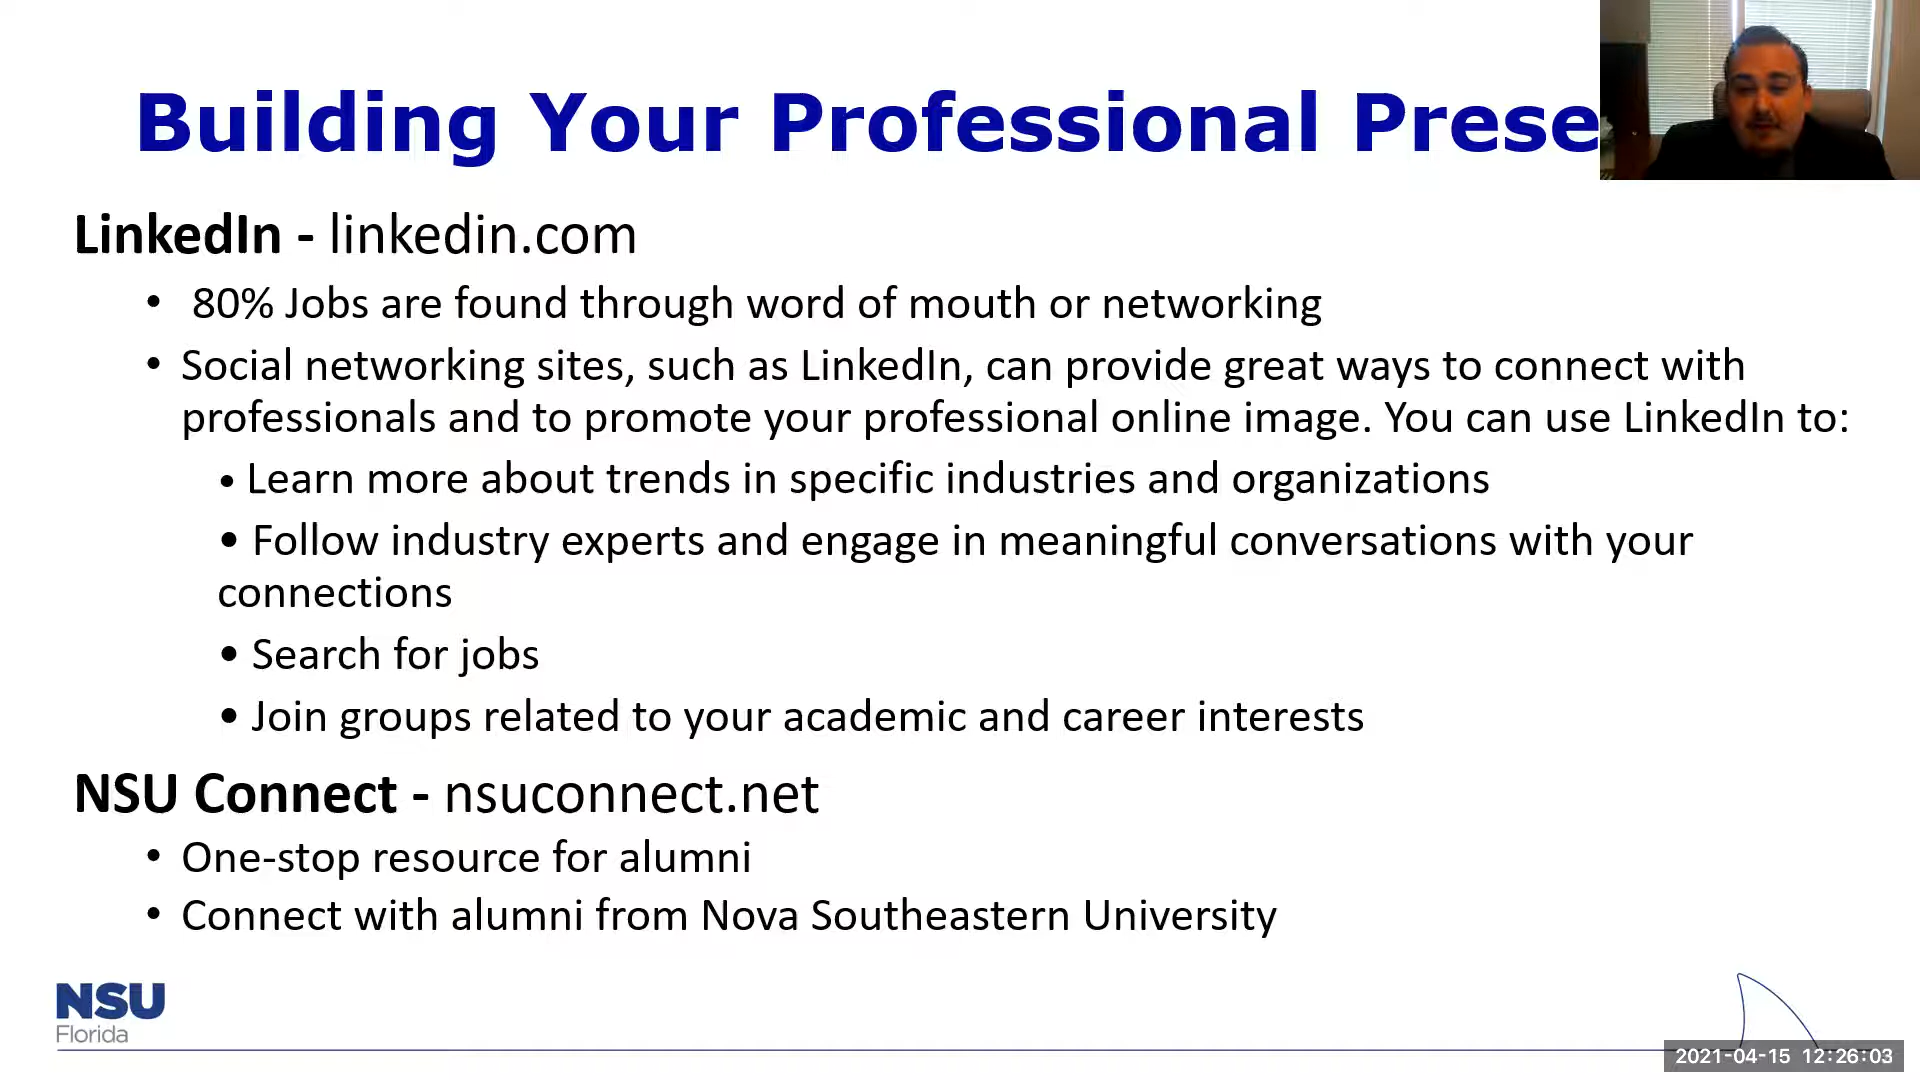 Building Your Professional Prese
LinkedIn - linkedin.com
• 80% Jobs are found through word of mouth or networking
• Social networking sites, such as LinkedIn, can provide great ways to connect with
professionals and to promote your professional online image. You can use LinkedIn to:
• Learn more about trends in specific industries and organizations
• Follow industry experts and engage in meaningful conversations with your
connections
• Search for jobs
• Join groups related to your academic and career interests
NSU Connect - nsuconnect.net
• One-stop resource for alumni
• Connect with alumni from Nova Southeastern University
NSU
Florida
2021-04-15 12:26:03